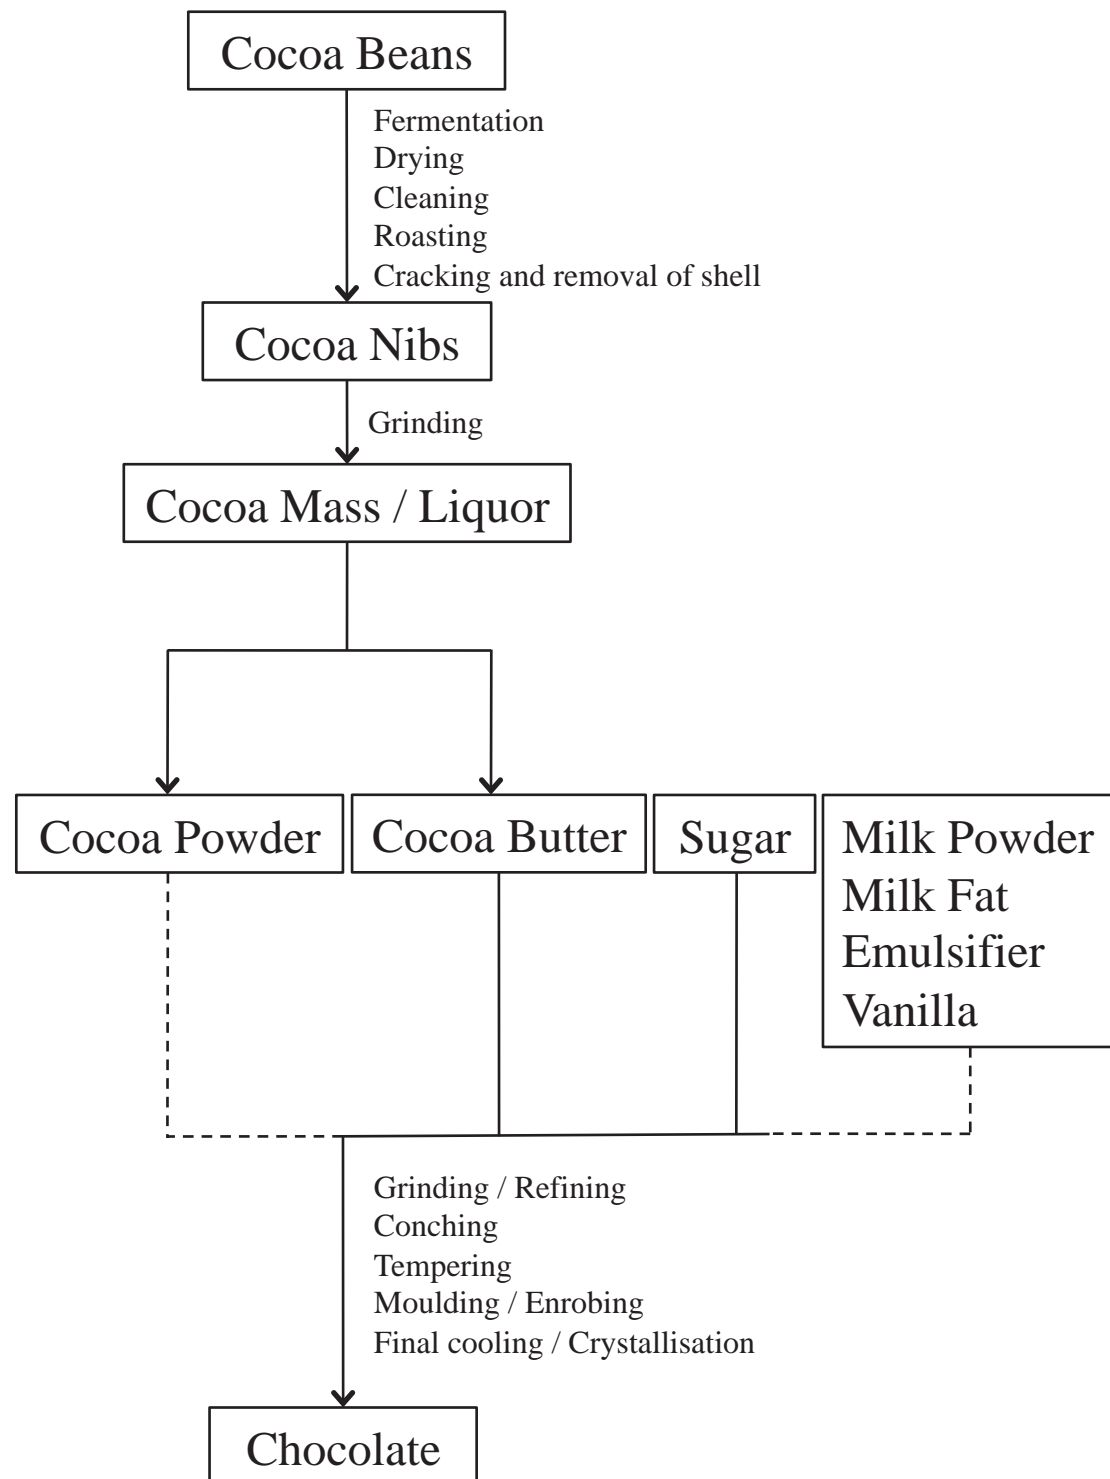 Cocoa Beans
Fermentation
Drying
Cleaning
Roasting
Cracking and removal of shell
Cocoa Nibs
Grinding
Cocoa Mass / Liquor
Cocoa Powder
Cocoa Butter
Sugar
Milk Powder
Milk Fat
Emulsifier
Vanilla
Grinding / Refining
Conching
Tempering
Moulding / Enrobing
Final cooling / Crystallisation
Chocolate